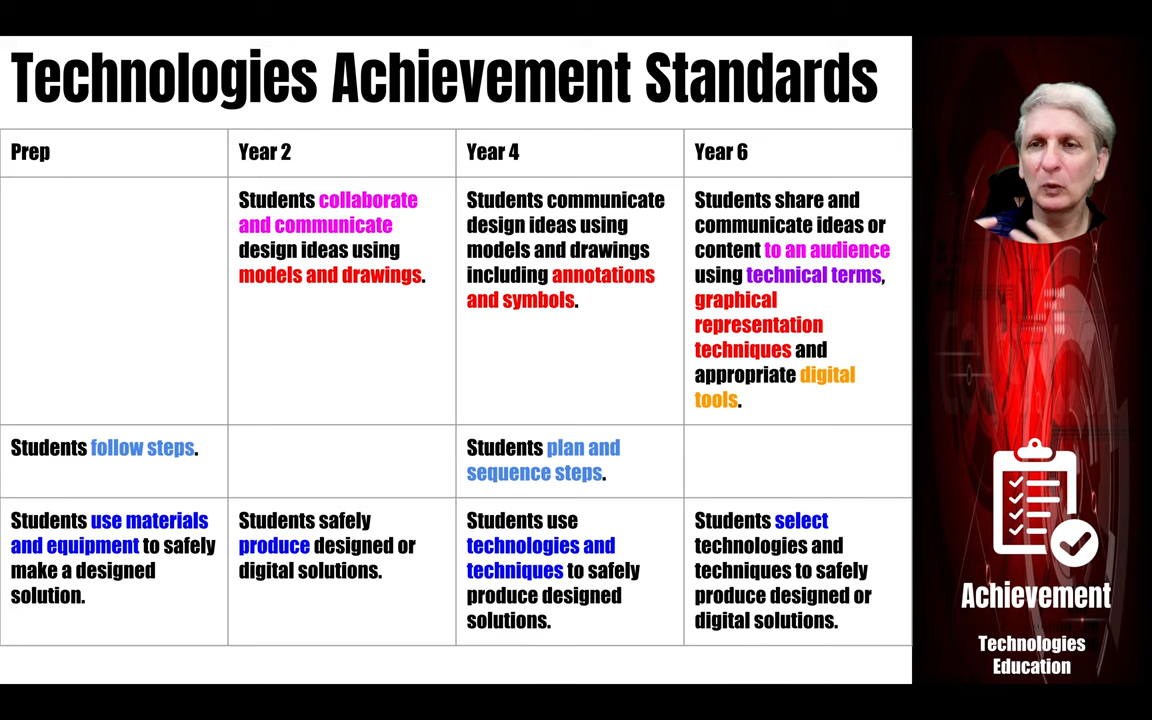 Technologies Achievement Standards
Prep
Year 2
Year 4
Year 6
Students collaborate
and communicate
design ideas using
models and drawings.
Students communicate
design ideas using
models and drawings
including annotations
and symbols.
Students share and
communicate ideas or
content to an audience
using technical terms,
graphical
representation
techniques and
appropriate digital
tools.
Students follow steps.
Students plan and
sequence steps.
Students use materials
and equipment to safely
make a designed
solution.
Students safely
produce designed or
digital solutions.
Students use
technologies and
techniques to safely
produce designed
solutions.
Students select
technologies and
techniques to safely
produce designed or
digital solutions.
Achievement
Technologies
Education